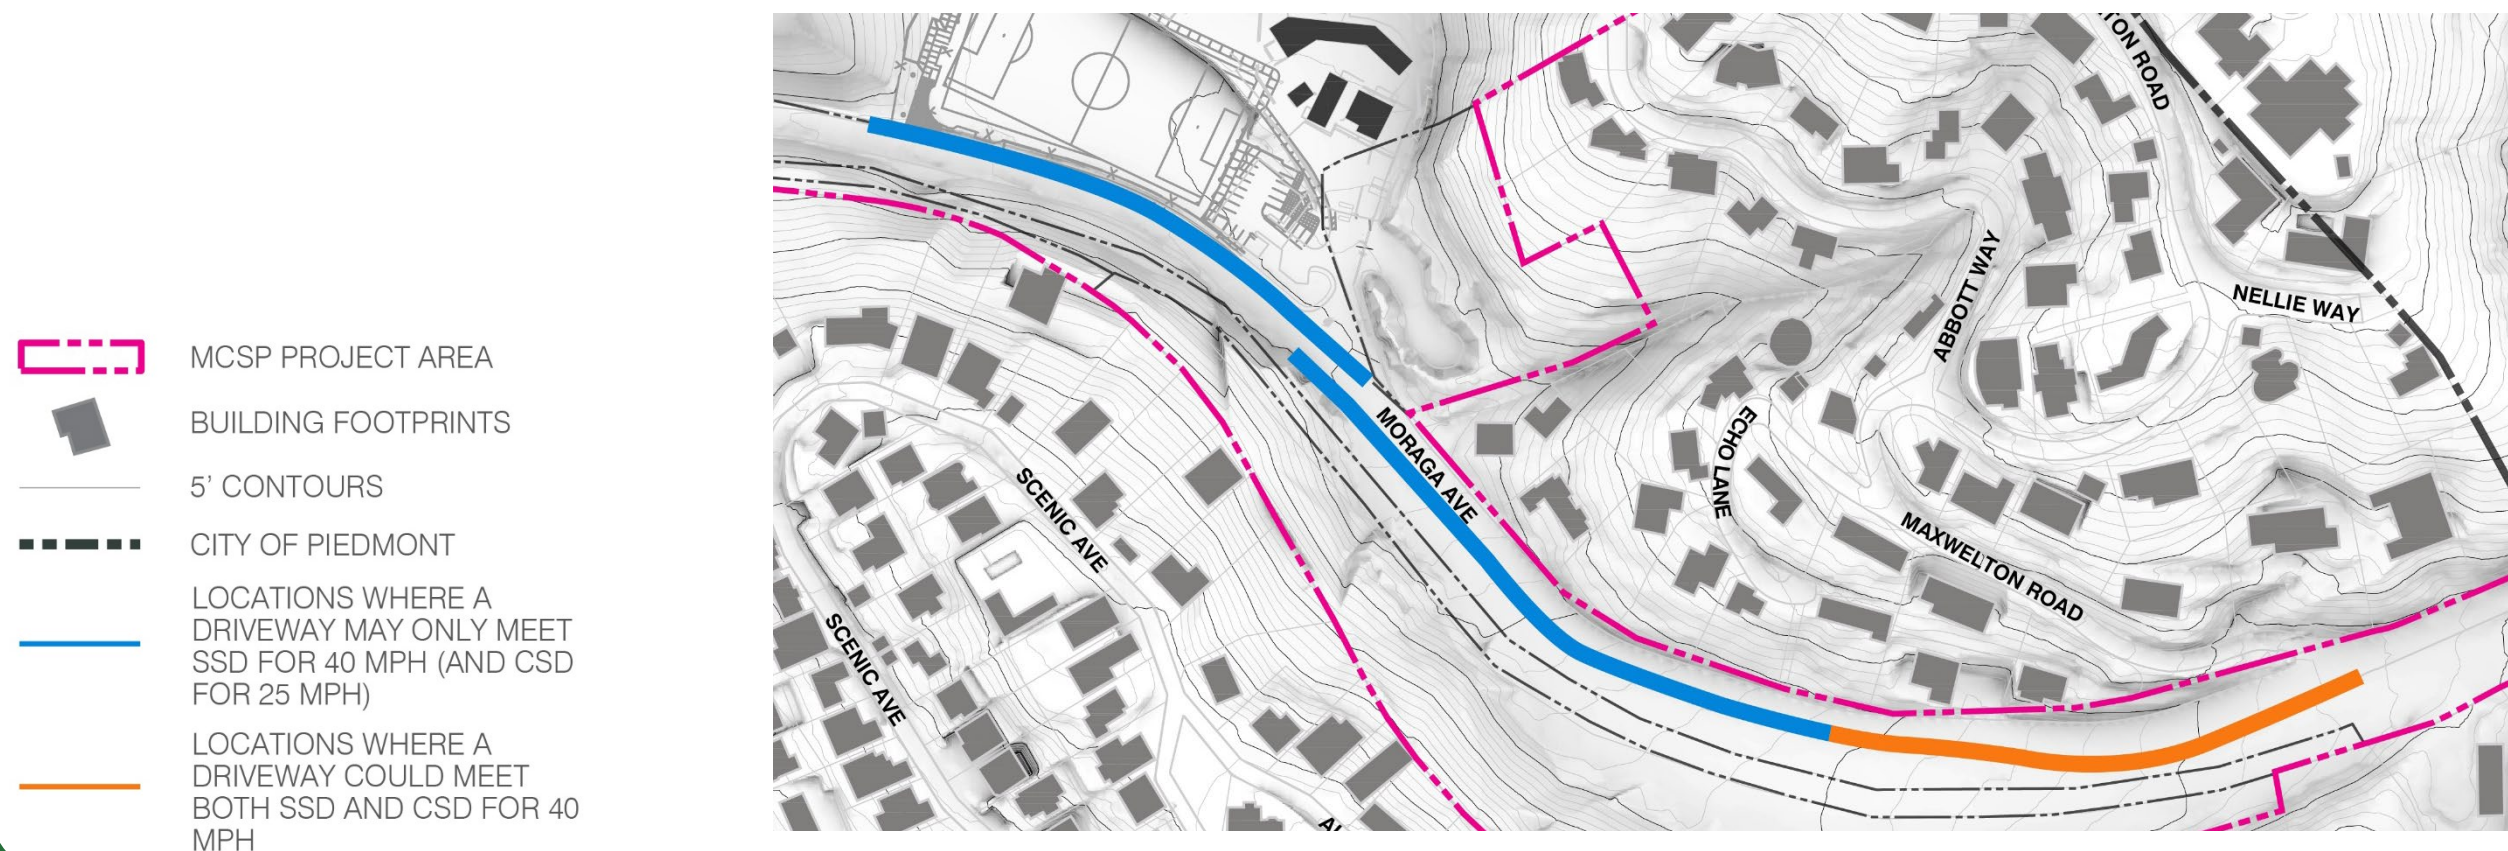 MCSP PROJECT AREA
BUILDING FOOTPRINTS
5' CONTOURS
CITY OF PIEDMONT
LOCATIONS WHERE A
DRIVEWAY MAY ONLY MEET
SSD FOR 40 MPH (AND CSD
FOR 25 MPH)
LOCATIONS WHERE A
DRIVEWAY COULD MEET
BOTH SSD AND CSD FOR 40
MPH
TON ROAD
NELLIE WAY
ABBOTT WAY
MORAGA AVE
ECHO LANE
SCENIC AVE
MAXWELTON ROAD
SCENIC AVE